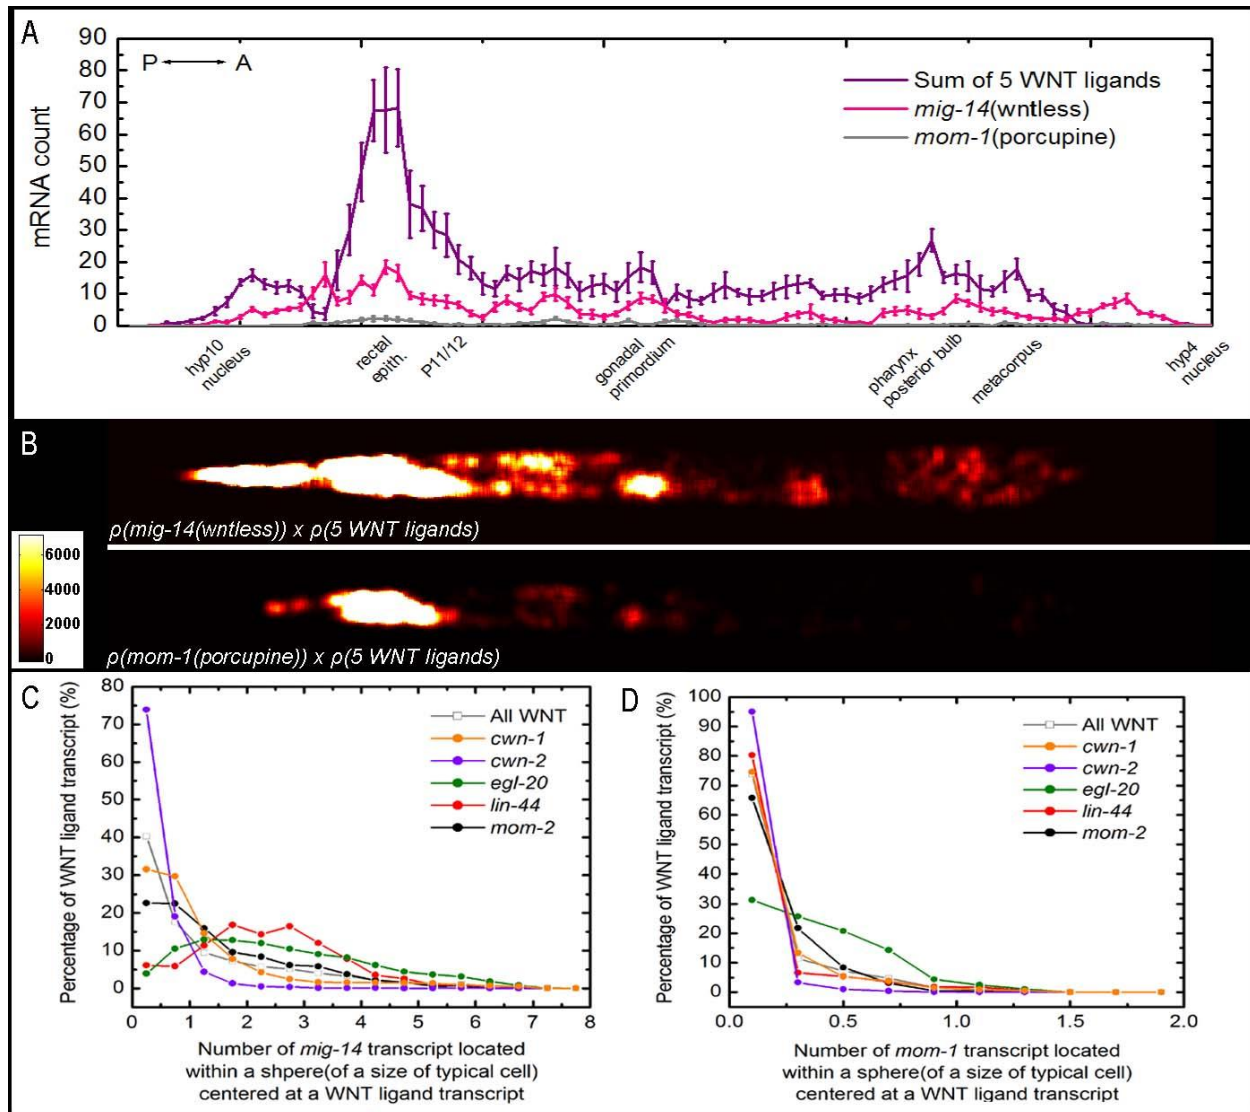 A
90
80
70
60
50
40
30
20
10
0
mRNA count
P A
Sum of 5 WNT ligands
mig-14(wntless)
mom-1(porcupine)
hyp10
nucleus
rectal
epith.
P11/12
gonadal
primordium
pharynx
posterior bulb
metacorpus
hyp4
nucleus
B
ρ(mig-14(wntless)) x ρ(5 WNT ligands)
6000
4000
2000
0
ρ(mom-1(porcupine)) x ρ(5 WNT ligands)
C
80
70
60
50
40
30
20
10
0
Percentage of WNT ligand transcript (%)
All WNT
cwn-1
cwn-2
egl-20
lin-44
mom-2
0 1 2 3 4 5 6 7 8
Number of mig-14 transcript located
within a shpere(of a size of typical cell)
centered at a WNT ligand transcript
D
100
90
80
70
60
50
40
30
20
10
0
Percentage of WNT ligand transcript (%)
All WNT
cwn-1
cwn-2
egl-20
lin-44
mom-2
0.0 0.5 1.0 1.5 2.0
Number of mom-1 transcript located
within a sphere(of a size of typical cell)
centered at a WNT ligand transcript